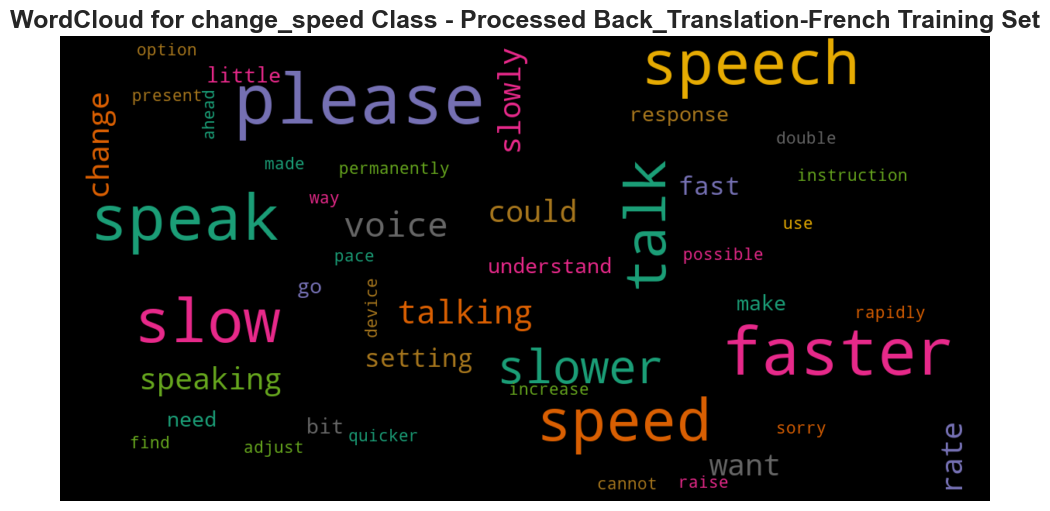 WordCloud for change_speed Class - Processed Back_Translation-French Training Set
option
little
please
slowly
speech
change
present
ahead
response
double
made
permanently
talk
fast
instruction
way
speak
voice
could
use
pace
understand
possible
go
device
slow
talking
make
rapidly
setting
slower
faster
speaking
increase
need
bit
quicker
speed
sorry
find
adjust
want
rate
cannot
raise